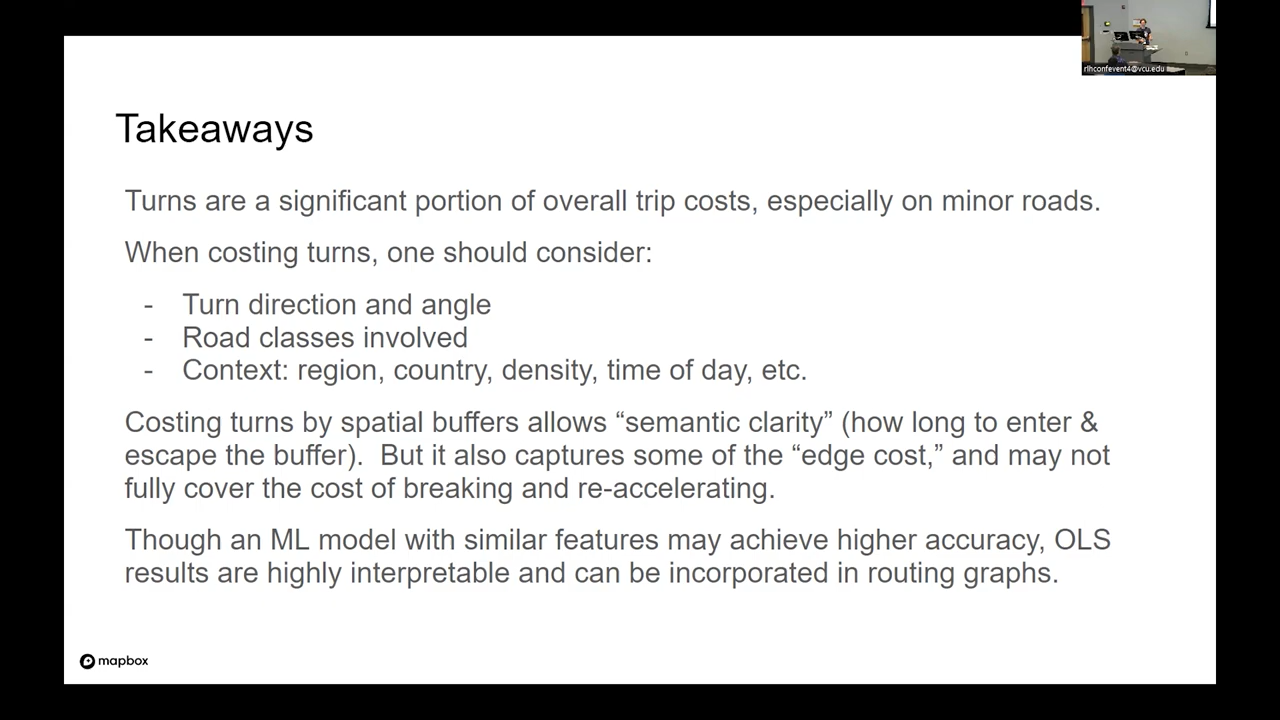 rlhconfevent4@vcu.edu
Takeaways
Turns are a significant portion of overall trip costs, especially on minor roads.
When costing turns, one should consider:
- Turn direction and angle
- Road classes involved
- Context: region, country, density, time of day, etc.
Costing turns by spatial buffers allows “semantic clarity” (how long to enter &
escape the buffer).  But it also captures some of the “edge cost,” and may not
fully cover the cost of breaking and re-accelerating.
Though an ML model with similar features may achieve higher accuracy, OLS
results are highly interpretable and can be incorporated in routing graphs.
mapbox